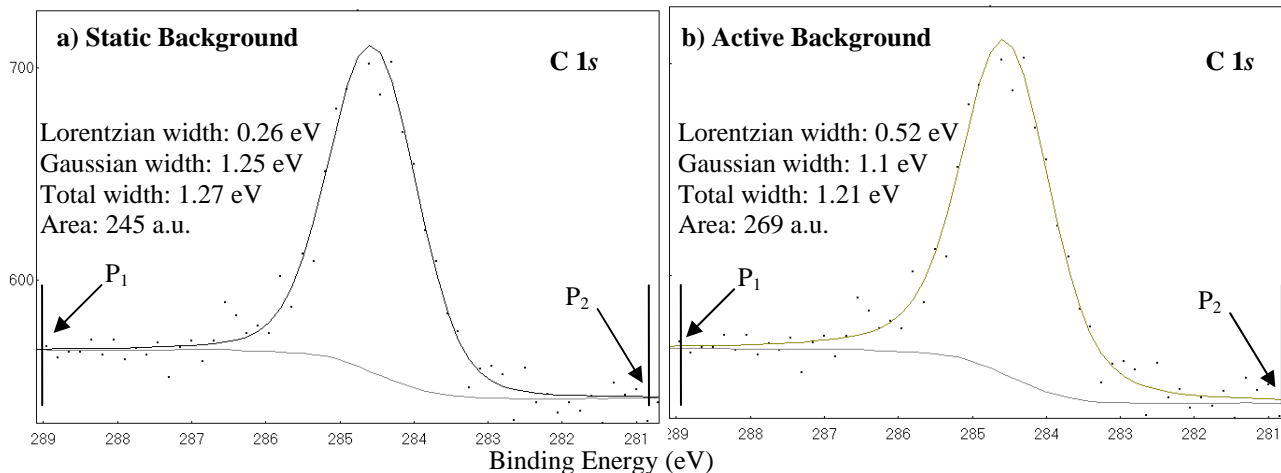 a) Static Background
C 1s
700
Lorentzian width: 0.26 eV
Gaussian width: 1.25 eV
Total width: 1.27 eV
Area: 245 a.u.
600
P1
P2
289 288 287 286 285 284 283 282 281
b) Active Background
C 1s
Lorentzian width: 0.52 eV
Gaussian width: 1.1 eV
Total width: 1.21 eV
Area: 269 a.u.
P1
P2
289 288 287 286 285 284 283 282 281
Binding Energy (eV)